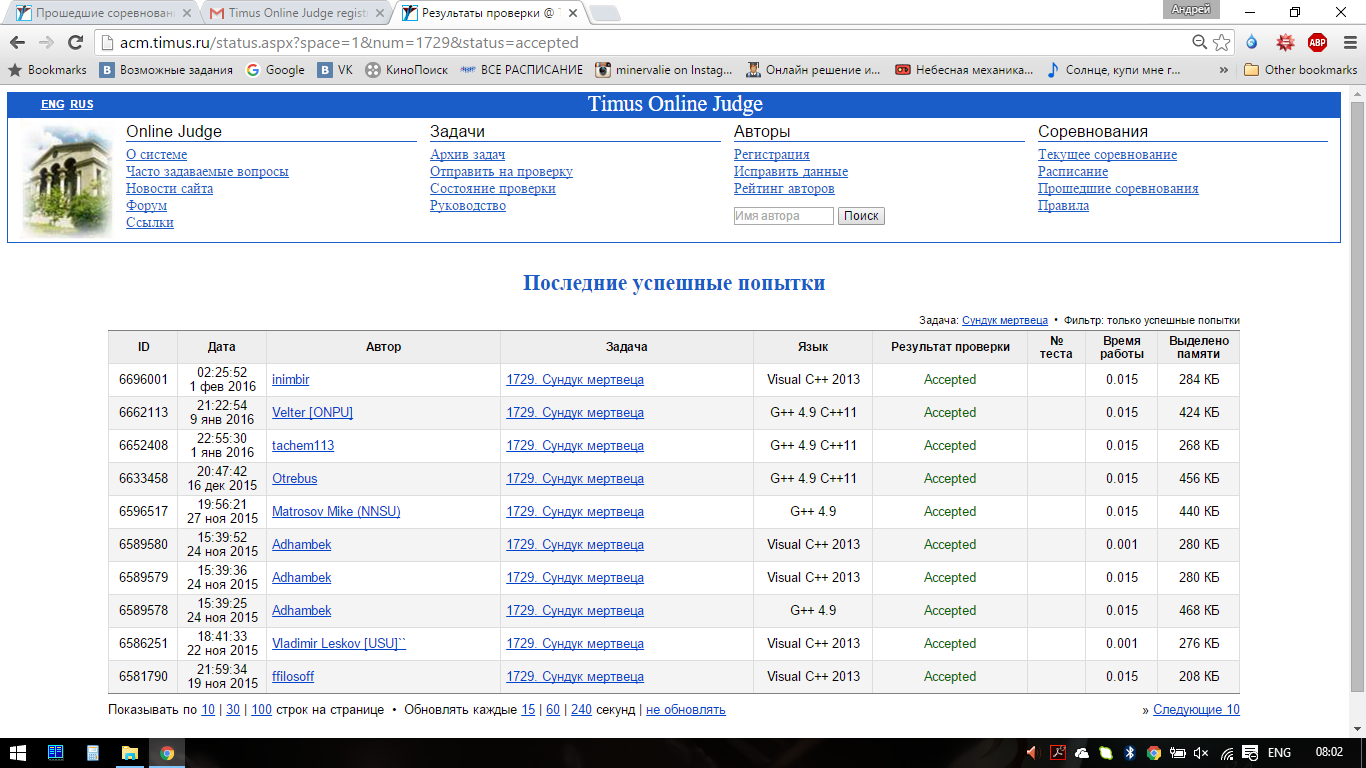 Прошедшие соревнован
Timus Online Judge regist
Результаты проверки @
Андрей
acm.timus.ru/status.aspx?space=1&num=1729&status=accepted
ABP
Bookmarks
Возможные задания
Google
VK
КиноПоиск
ВСЕ РАСПИСАНИЕ
minervalie on Instag...
Онлайн решение и...
Небесная механика...
Солнце, купи мне г...
»
Other bookmarks
ENG RUS
Timus Online Judge
Online Judge
О системе
Часто задаваемые вопросы
Новости сайта
Форум
Ссылки
Задачи
Архив задач
Отправить на проверку
Состояние проверки
Руководство
Авторы
Регистрация
Исправить данные
Рейтинг авторов
Имя автора Поиск
Соревнования
Текущее соревнование
Расписание
Прошедшие соревнования
Правила
Последние успешные попытки
Задача: Сундук мертвеца • Фильтр: только успешные попытки
ID Дата Автор Задача Язык Результат проверки № теста Время работы Выделено памяти
6696001 02:25:52 1 фев 2016 inimbir 1729. Сундук мертвеца Visual C++ 2013 Accepted 0.015 284 КБ
6662113 21:22:54 9 янв 2016 Velter [ONPU] 1729. Сундук мертвеца G++ 4.9 C++11 Accepted 0.015 424 КБ
6652408 22:55:30 1 янв 2016 tachem113 1729. Сундук мертвеца G++ 4.9 C++11 Accepted 0.015 268 КБ
6633458 20:47:42 16 дек 2015 Otrebus 1729. Сундук мертвеца G++ 4.9 C++11 Accepted 0.015 456 КБ
6596517 19:56:21 27 ноя 2015 Matrosov Mike (NNSU) 1729. Сундук мертвеца G++ 4.9 Accepted 0.015 440 КБ
6589580 15:39:52 24 ноя 2015 Adhambek 1729. Сундук мертвеца Visual C++ 2013 Accepted 0.001 280 КБ
6589579 15:39:36 24 ноя 2015 Adhambek 1729. Сундук мертвеца Visual C++ 2013 Accepted 0.015 280 КБ
6589578 15:39:25 24 ноя 2015 Adhambek 1729. Сундук мертвеца G++ 4.9 Accepted 0.015 468 КБ
6586251 18:41:33 22 ноя 2015 Vladimir Leskov [USU]`` 1729. Сундук мертвеца Visual C++ 2013 Accepted 0.001 276 КБ
6581790 21:59:34 19 ноя 2015 ffilosoff 1729. Сундук мертвеца Visual C++ 2013 Accepted 0.015 208 КБ
Показывать по 10 | 30 | 100 строк на странице • Обновлять каждые 15 | 60 | 240 секунд | не обновлять
» Следующие 10
ENG 08:02